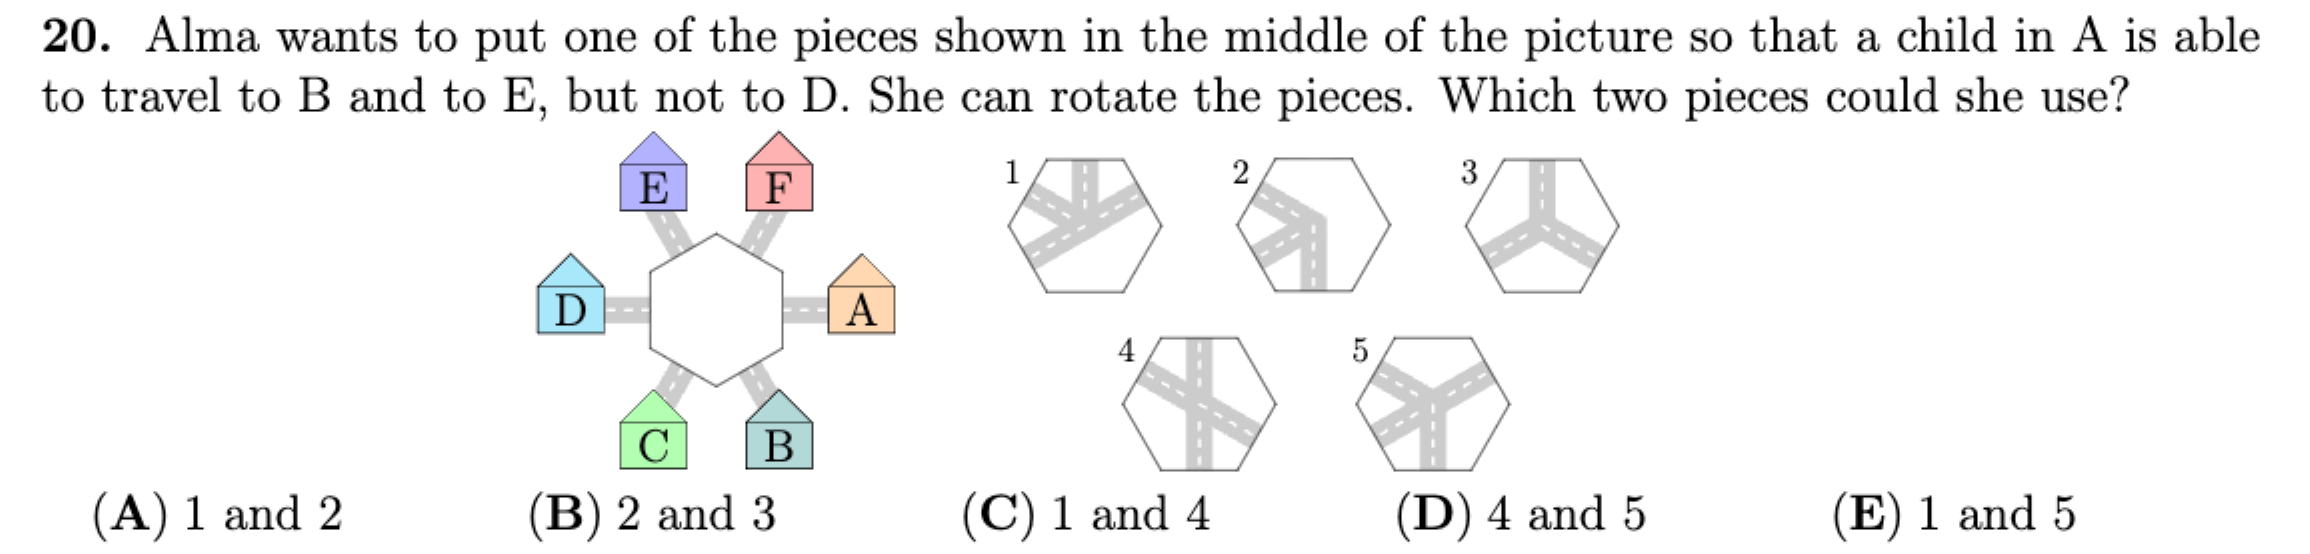 20. Alma wants to put one of the pieces shown in the middle of the picture so that a child in A is able
to travel to B and to E, but not to D. She can rotate the pieces. Which two pieces could she use?
E F
1 2 3
D A
4 5
C B
(A) 1 and 2 (B) 2 and 3 (C) 1 and 4 (D) 4 and 5 (E) 1 and 5